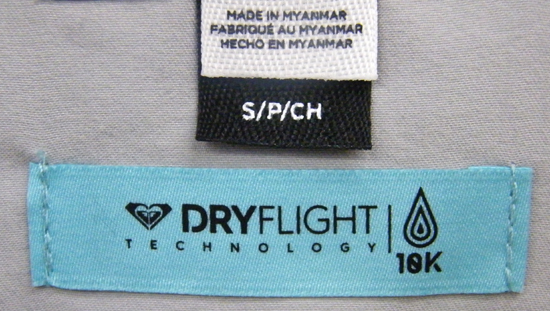 MADE IN MYANMAR
FABRIQUÉ AU MYANMAR
HECHO EN MYANMAR
S/P/CH
DRYFLIGHT
TECHNOLOGY
10K